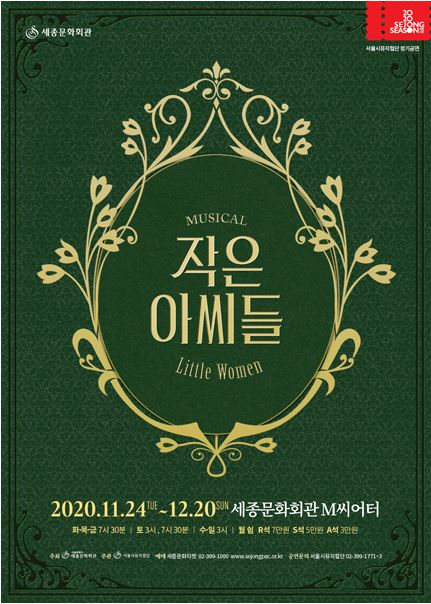 세종문화회관
20
20
SEJONG
SEASON
서울시뮤지컬단 정기공연
MUSICAL
작은
아씨들
Little Women
2020.11.24TUE~12.20SUN 세종문화회관 M씨어터
화·목·금 7시 30분 | 토 3시, 7시 30분 | 수·일 3시 | 월 쉼 R석 7만원 S석 5만원 A석 3만원
주최 세종문화회관 주관 서울시뮤지컬단 예매 세종문화티켓 02-399-1000 www.sejongpac.or.kr 공연문의 서울시뮤지컬단 02-399-1771~3